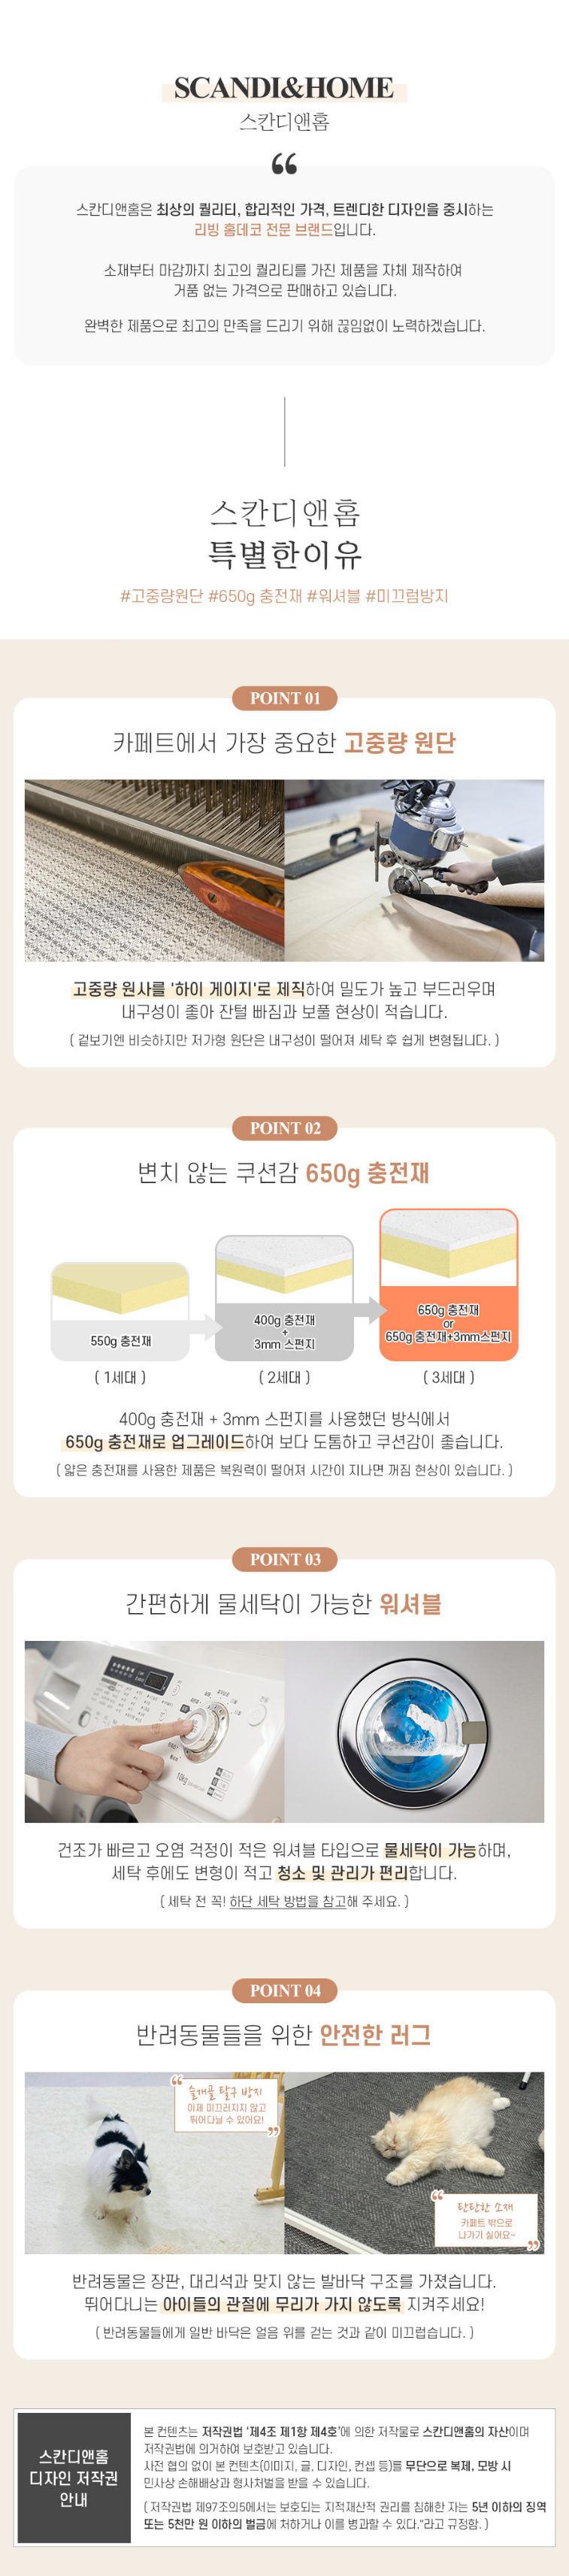 SCANDI&HOME
스칸디앤홈
“
스칸디앤홈은 최상의 퀄리티, 합리적인 가격, 트렌디한 디자인을 중시하는
리빙 홈데코 전문 브랜드입니다.
소재부터 마감까지 최고의 퀄리티를 가진 제품을 자체 제작하여
거품 없는 가격으로 판매하고 있습니다.
완벽한 제품으로 최고의 만족을 드리기 위해 끊임없이 노력하겠습니다.
스칸디앤홈
특별한이유
#고중량원단 #650g 충전재 #워셔블 #미끄럼방지
POINT 01
카페트에서 가장 중요한 고중량 원단
고중량 원사를 '하이 게이지'로 제직하여 밀도가 높고 부드러우며
내구성이 좋아 잔털 빠짐과 보풀 현상이 적습니다.
( 겉보기엔 비슷하지만 저가형 원단은 내구성이 떨어져 세탁 후 쉽게 변형됩니다. )
POINT 02
변치 않는 쿠션감 650g 충전재
550g 충전재
400g 충전재
+
3mm 스펀지
650g 충전재
or
650g 충전재+3mm스펀지
( 1세대 )
( 2세대 )
( 3세대 )
400g 충전재 + 3mm 스펀지를 사용했던 방식에서
650g 충전재로 업그레이드하여 보다 도톰하고 쿠션감이 좋습니다.
( 얇은 충전재를 사용한 제품은 복원력이 떨어져 시간이 지나면 꺼짐 현상이 있습니다. )
POINT 03
간편하게 물세탁이 가능한 워셔블
10kg
건조가 빠르고 오염 걱정이 적은 워셔블 타입으로 물세탁이 가능하며,
세탁 후에도 변형이 적고 청소 및 관리가 편리합니다.
( 세탁 전 꼭! 하단 세탁 방법을 참고해 주세요. )
POINT 04
반려동물들을 위한 안전한 러그
“
슬개골 탈구 방지
이제 미끄러지지 않고
뛰어다닐 수 있어요!
”
“
탄탄한 소재
카페트 밖으로
나가기 싫어요~
”
반려동물은 장판, 대리석과 맞지 않는 발바닥 구조를 가졌습니다.
뛰어다니는 아이들의 관절에 무리가 가지 않도록 지켜주세요!
( 반려동물들에게 일반 바닥은 얼음 위를 걷는 것과 같이 미끄럽습니다. )
스칸디앤홈
디자인 저작권
안내
본 컨텐츠는 저작권법 '제4조 제1항 제4호'에 의한 저작물로 스칸디앤홈의 자산이며
저작권법에 의거하여 보호받고 있습니다.
사전 협의 없이 본 컨텐츠(이미지, 글, 디자인, 컨셉 등)를 무단으로 복제, 모방 시
민사상 손해배상과 형사처벌을 받을 수 있습니다.
( 저작권법 제97조의5에서는 보호되는 지적재산적 권리를 침해한 자는 5년 이하의 징역
또는 5천만 원 이하의 벌금에 처하거나 이를 병과할 수 있다."라고 규정함. )